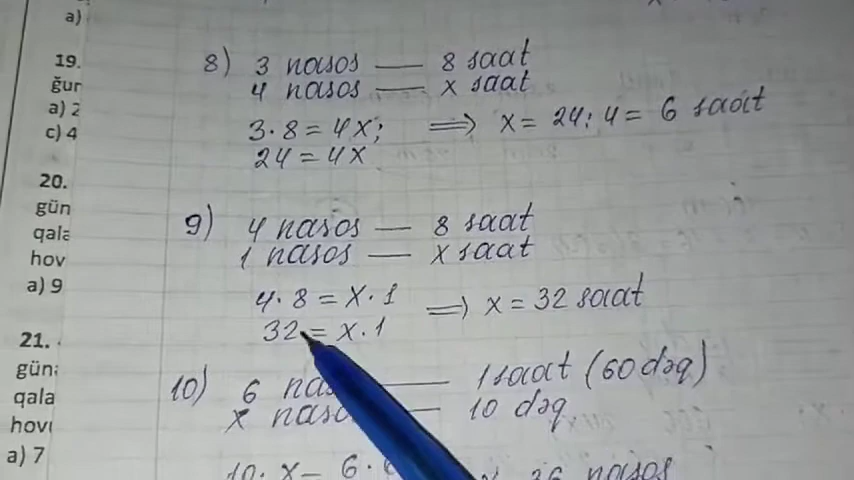 a)
19.
ğur
a) 2
c) 4
20.
gün
qala
hov
a) 9
21.
gün
qala
hov
a) 7
8) 3 nasos — 8 saat
4 nasos — x saat
3·8=4x; ⟹ x= 24:4= 6 saat
24=4x
9) 4 nasos — 8 saat
1 nasos — x saat
4·8=x·1 ⟹ x=32 saat
32=x·1
10) 6 — 1 saat (60 dəq)
x — 10 dəq
10·x= 6·
36 nasos